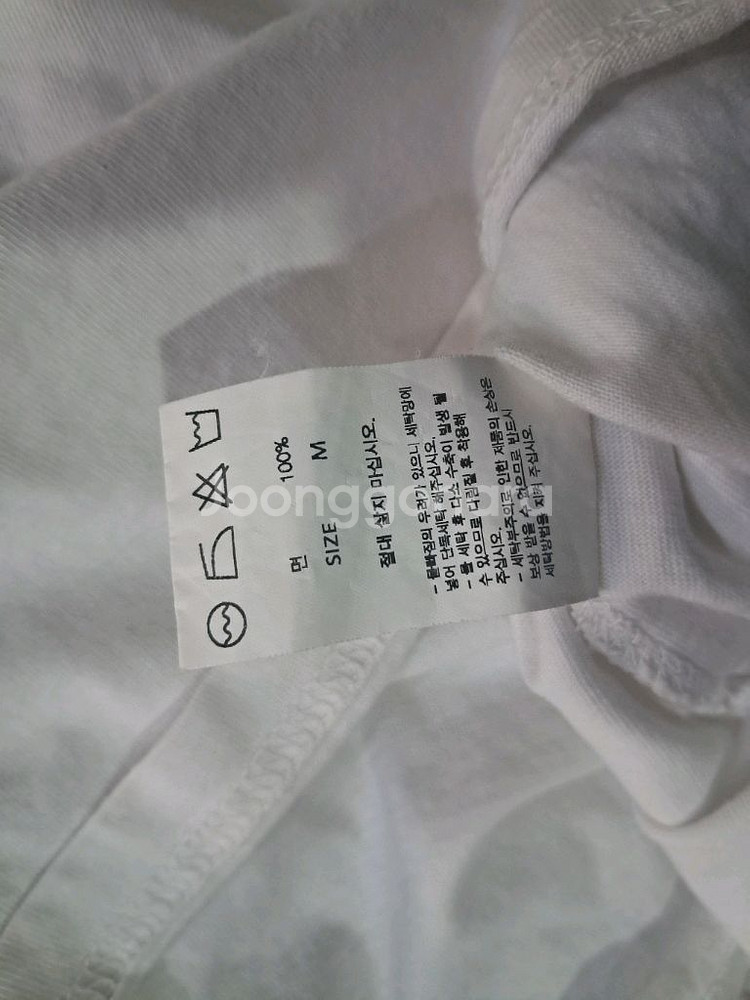 면 100%
SIZE M
절대 삶지 마십시오.
- 물빠짐의 우려가 있으니 세탁망에
넣어 단독세탁 해주십시오.
- 물 세탁 후 다소 수축이 발생 될
수 있으므로 다림질 후 착용해
주십시오.
- 세탁부주의로 인한 제품의 손상은
보상 받을 수 없으므로 반드시
세탁방법을 지켜 주십시오.
joonggonara